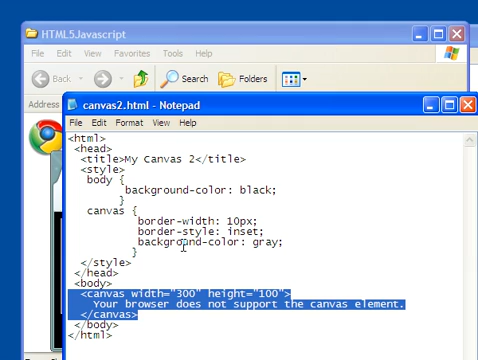 HTML5Javascript
File Edit View Favorites Tools Help
Back Search Folders
Address
canvas2.html - Notepad
File Edit Format View Help
<html>
<head>
<title>My Canvas 2</title>
<style>
body {
background-color: black;
}
canvas {
border-width: 10px;
border-style: inset;
background-color: gray;
}
</style>
</head>
<body>
<canvas width="300" height="100">
Your browser does not support the canvas element.
</canvas>
</body>
</html>